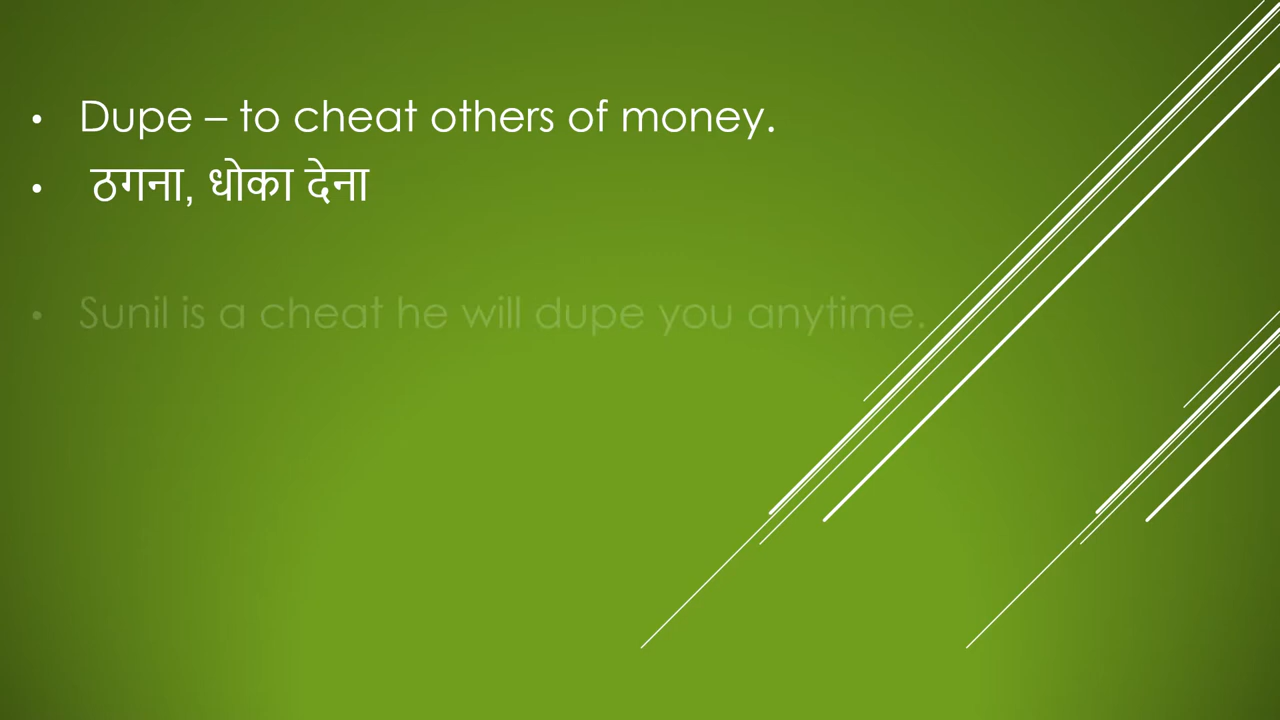 • Dupe – to cheat others of money.
• ठगना, धोका देना
• Sunil is a cheat he will dupe you anytime.